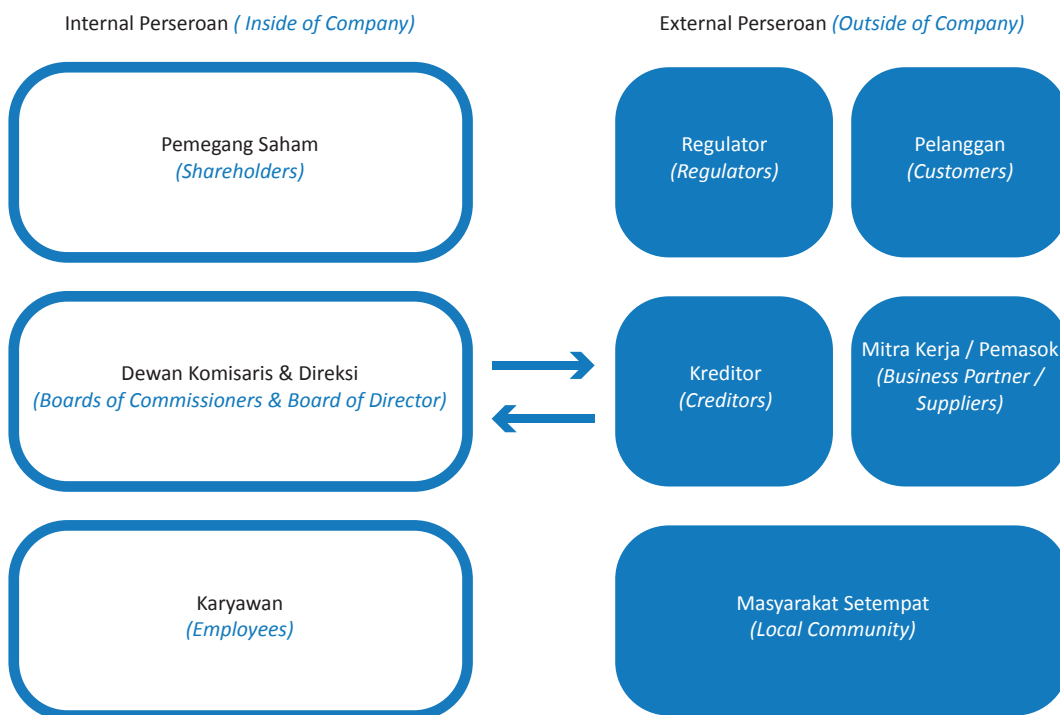 Internal Perseroan ( Inside of Company)
External Perseroan (Outside of Company)
Pemegang Saham
(Shareholders)
Regulator
(Regulators)
Pelanggan
(Customers)
Dewan Komisaris & Direksi
(Boards of Commissioners & Board of Director)
Kreditor
(Creditors)
Mitra Kerja / Pemasok
(Business Partner /
Suppliers)
Karyawan
(Employees)
Masyarakat Setempat
(Local Community)